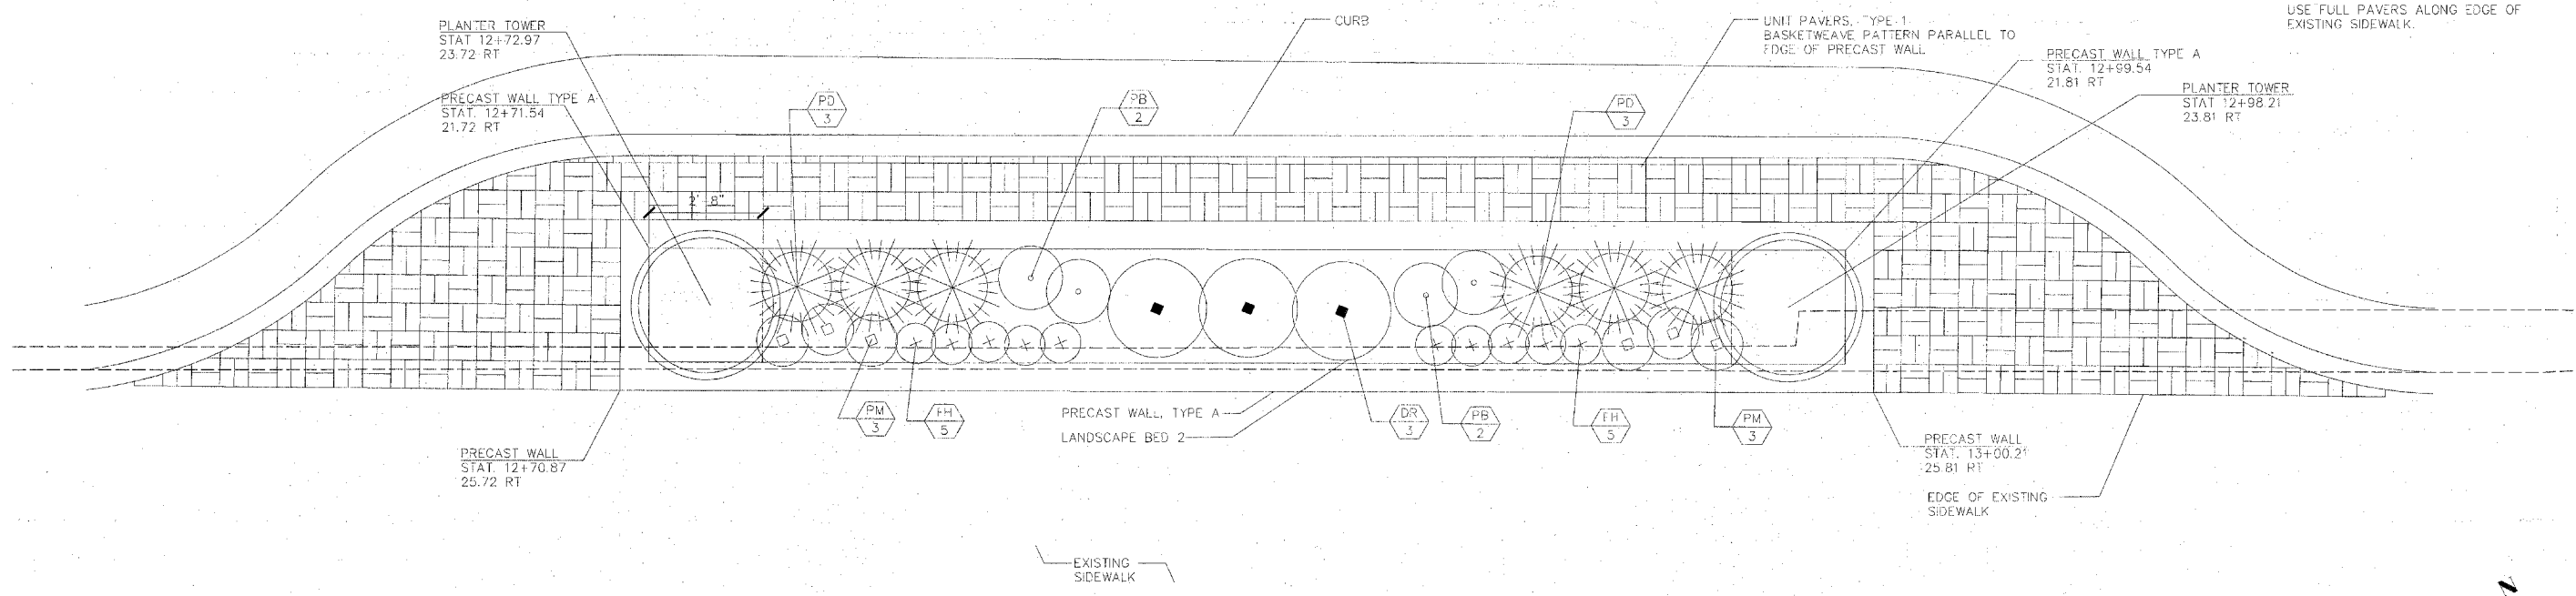 PLANTER TOWER
STAT 12+72.97
23.72 RT
CURB
UNIT PAVERS, TYPE 1
BASKETWEAVE PATTERN PARALLEL TO
EDGE OF PRECAST WALL
USE FULL PAVERS ALONG EDGE OF
EXISTING SIDEWALK.
PRECAST WALL TYPE A
STAT. 12+99.54
21.81 RT
PLANTER TOWER
STAT 12+98.21
23.81 RT
PRECAST WALL TYPE A
STAT. 12+71.54
21.72 RT
PD
3
PB
2
PD
3
2'-8"
PM
3
FH
5
PRECAST WALL, TYPE A
LANDSCAPE BED 2
DR
3
PB
2
FH
5
PM
3
PRECAST WALL
STAT. 12+70.87
25.72 RT
PRECAST WALL
STAT. 13+00.21
25.81 RT
EDGE OF EXISTING
SIDEWALK
EXISTING
SIDEWALK
N